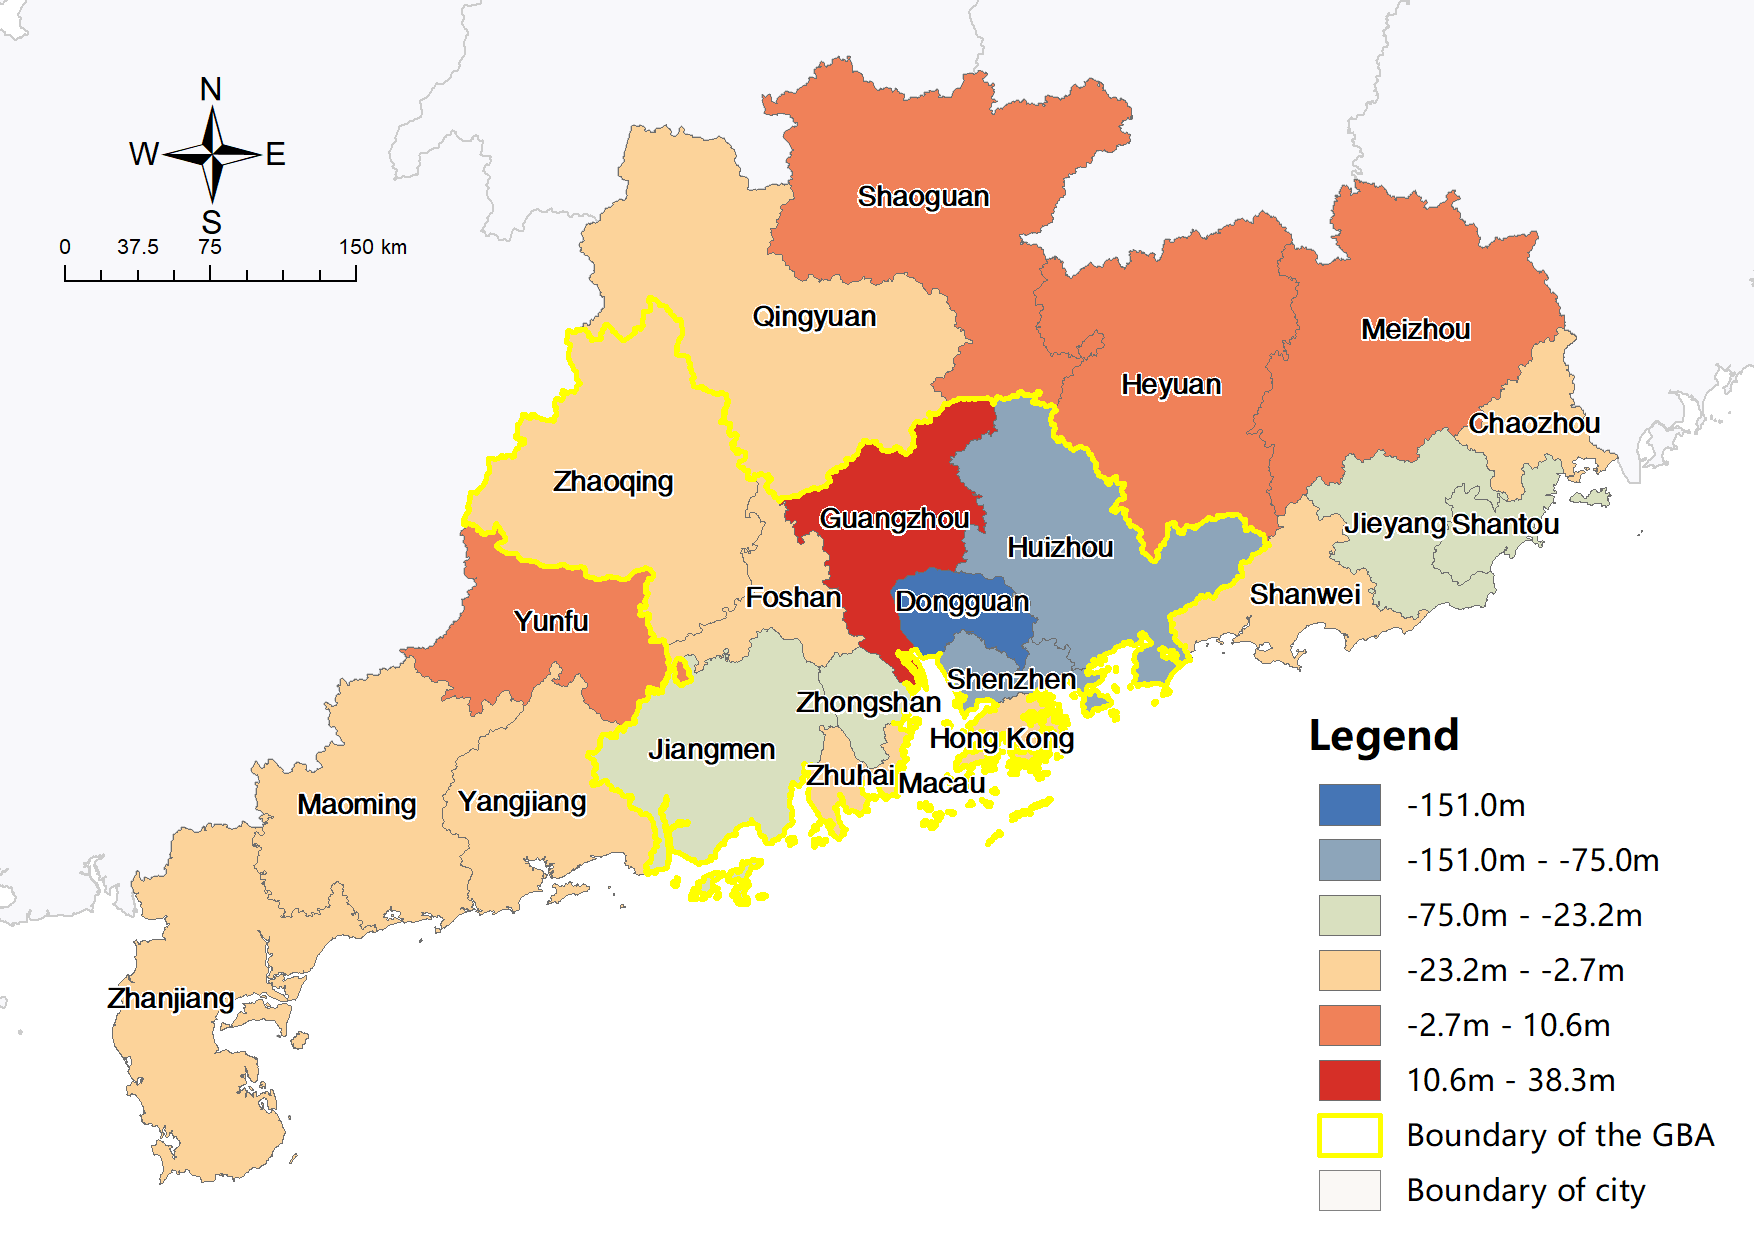 N
W E
S
0 37.5 75 150 km
Shaoguan
Qingyuan
Meizhou
Heyuan
Chaozhou
Zhaoqing
Guangzhou
Jieyang Shantou
Huizhou
Shanwei
Foshan
Dongguan
Yunfu
Shenzhen
Zhongshan
Hong Kong
Jiangmen
Zhuhai
Macau
Maoming
Yangjiang
Zhanjiang
Legend
-151.0m
-151.0m - -75.0m
-75.0m - -23.2m
-23.2m - -2.7m
-2.7m - 10.6m
10.6m - 38.3m
Boundary of the GBA
Boundary of city